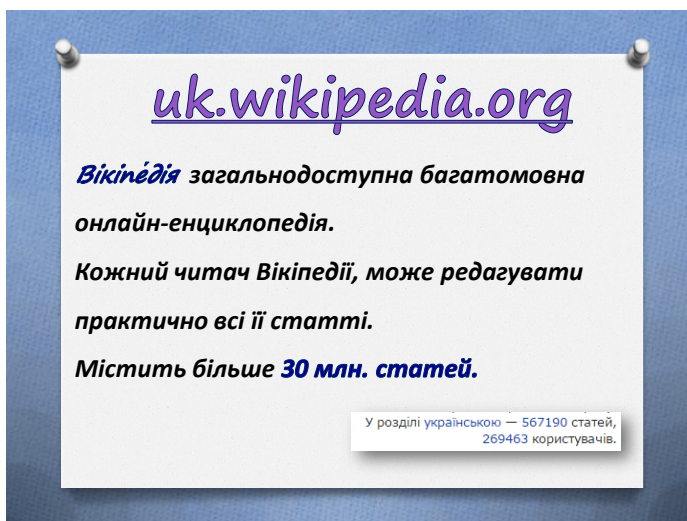 uk.wikipedia.org
Вікіпе́дія загальнодоступна багатомовна
онлайн-енциклопедія.
Кожний читач Вікіпедії, може редагувати
практично всі її статті.
Містить більше 30 млн. статей.
У розділі українською — 567190 статей,
269463 користувачів.